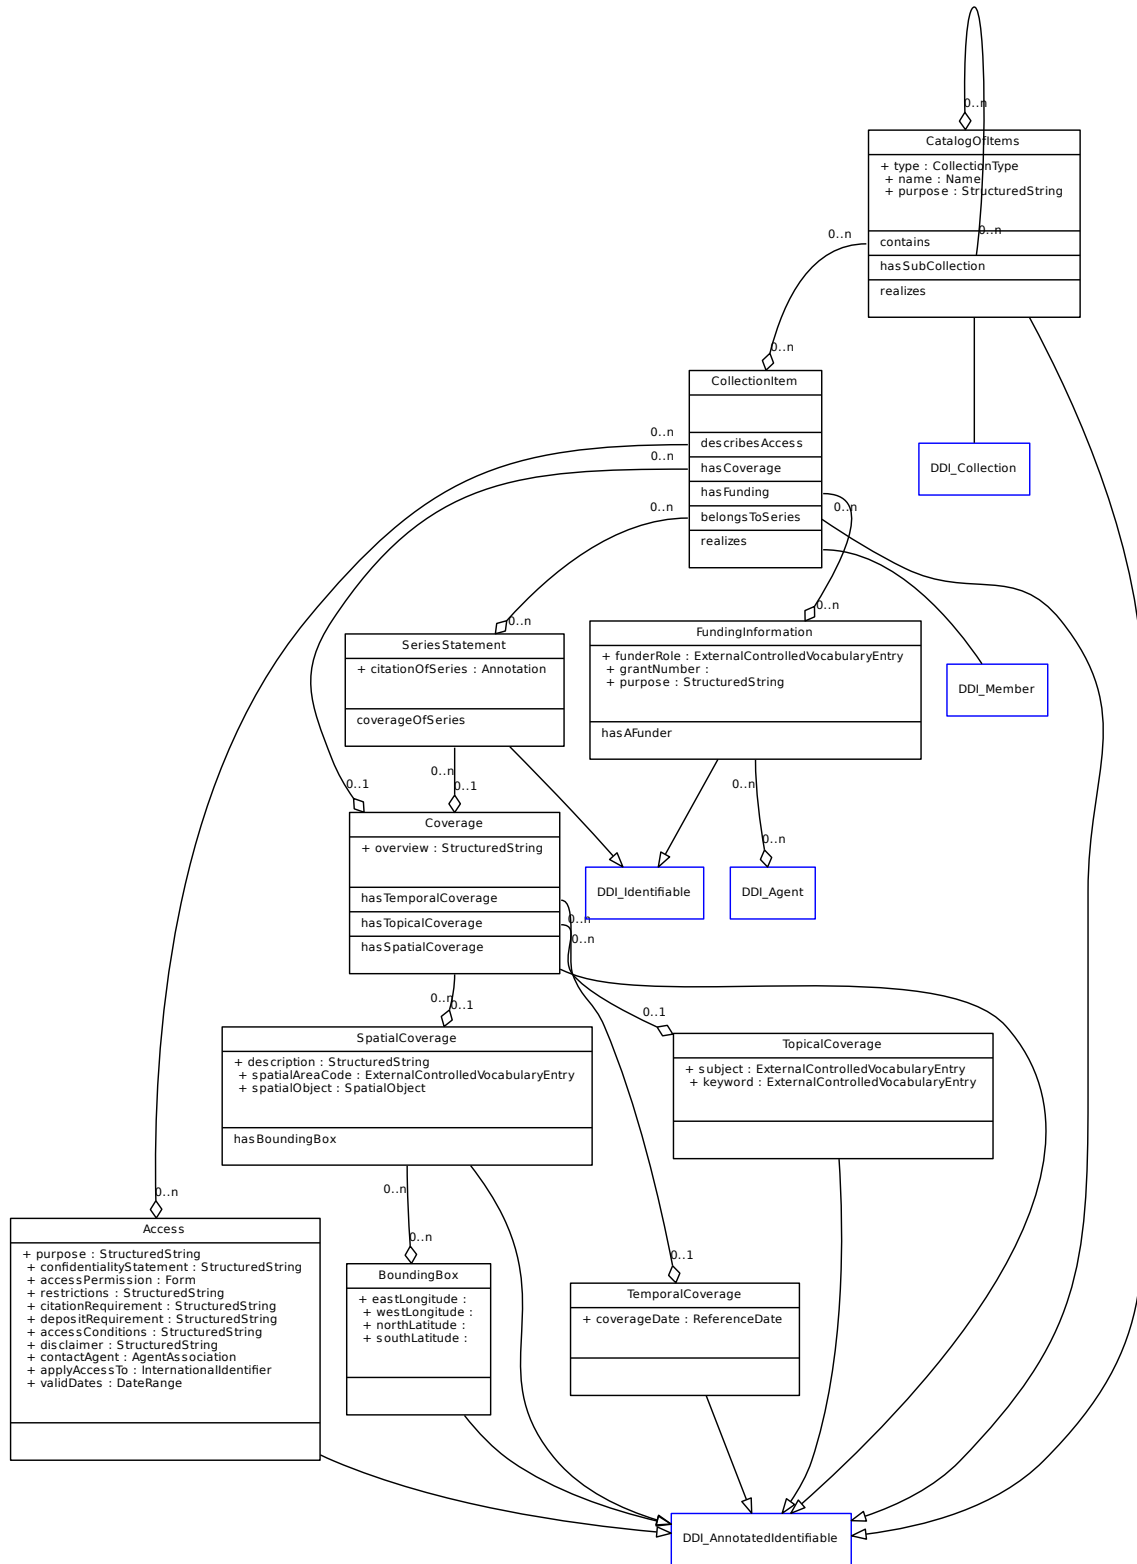 0..n
CatalogOfItems
+ type : CollectionType
+ name : Name
+ purpose : StructuredString
0..n
0..n
contains
hasSubCollection
realizes
0..n
CollectionItem
describesAccess
hasCoverage
hasFunding
belongsToSeries
realizes
0..n
0..n
0..n
0..n
DDI_Collection
0..n
0..n
SeriesStatement
+ citationOfSeries : Annotation
coverageOfSeries
FundingInformation
+ funderRole : ExternalControlledVocabularyEntry
+ grantNumber :
+ purpose : StructuredString
hasAFunder
DDI_Member
0..n
0..1
0..1
0..n
0..n
Coverage
+ overview : StructuredString
hasTemporalCoverage
hasTopicalCoverage
hasSpatialCoverage
DDI_Identifiable
DDI_Agent
0..n
0..n
0..n
0..1
0..1
SpatialCoverage
+ description : StructuredString
+ spatialAreaCode : ExternalControlledVocabularyEntry
+ spatialObject : SpatialObject
hasBoundingBox
TopicalCoverage
+ subject : ExternalControlledVocabularyEntry
+ keyword : ExternalControlledVocabularyEntry
0..n
0..n
0..n
0..1
Access
+ purpose : StructuredString
+ confidentialityStatement : StructuredString
+ accessPermission : Form
+ restrictions : StructuredString
+ citationRequirement : StructuredString
+ depositRequirement : StructuredString
+ accessConditions : StructuredString
+ disclaimer : StructuredString
+ contactAgent : AgentAssociation
+ applyAccessTo : InternationalIdentifier
+ validDates : DateRange
BoundingBox
+ eastLongitude :
+ westLongitude :
+ northLatitude :
+ southLatitude :
TemporalCoverage
+ coverageDate : ReferenceDate
DDI_AnnotatedIdentifiable